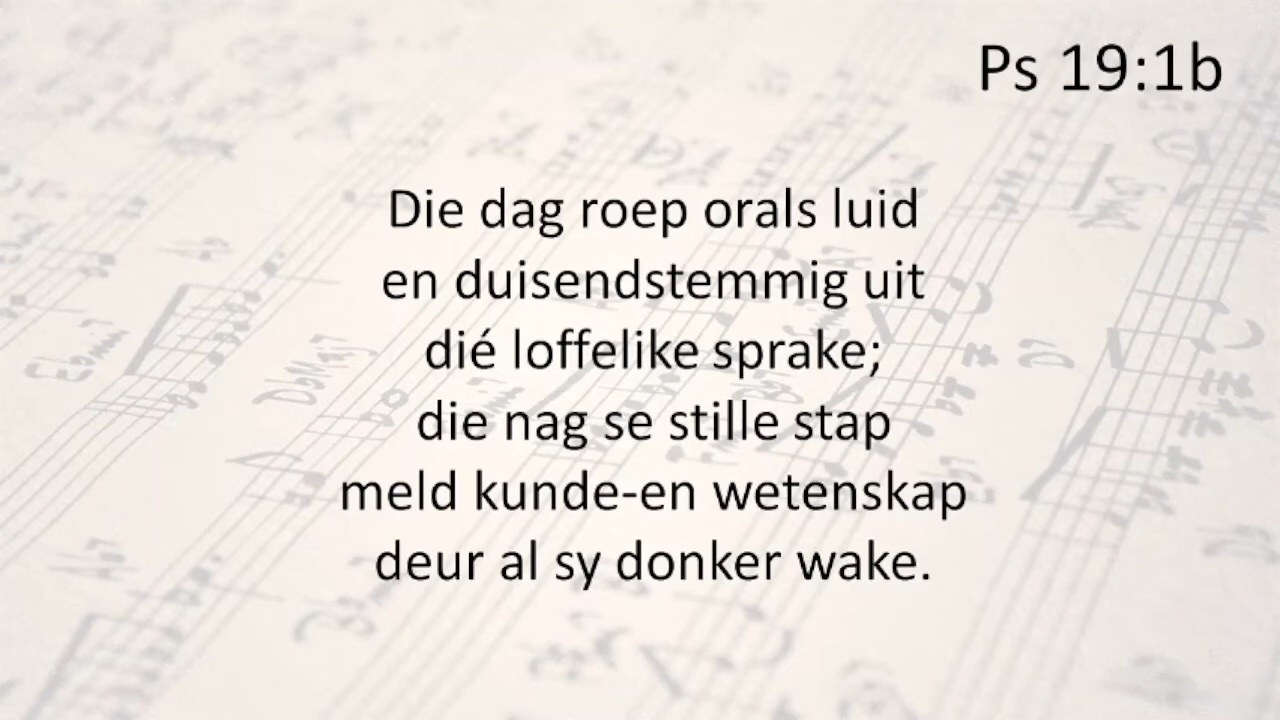 Ps 19:1b
Die dag roep orals luid
en duisendstemmig uit
dié loffelike sprake;
die nag se stille stap
meld kunde-en wetenskap
deur al sy donker wake.